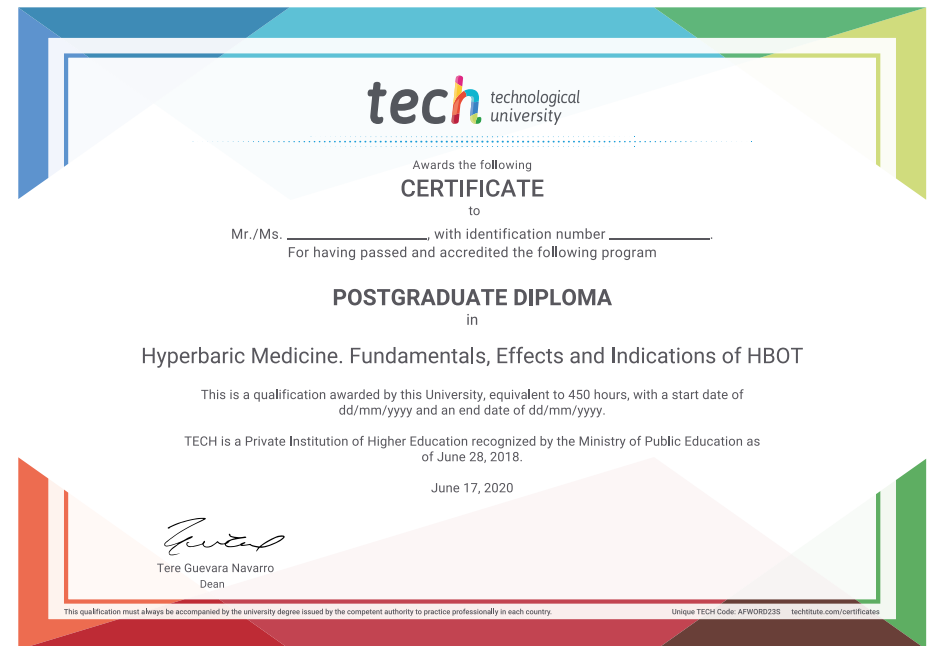 tech technological
university
Awards the following
CERTIFICATE
to
Mr./Ms. ____________________, with identification number ______________.
For having passed and accredited the following program
POSTGRADUATE DIPLOMA
in
Hyperbaric Medicine. Fundamentals, Effects and Indications of HBOT
This is a qualification awarded by this University, equivalent to 450 hours, with a start date of
dd/mm/yyyy and an end date of dd/mm/yyyy.
TECH is a Private Institution of Higher Education recognized by the Ministry of Public Education as
of June 28, 2018.
June 17, 2020
Tere Guevara Navarro
Dean
This qualification must always be accompanied by the university degree issued by the competent authority to practice professionally in each country.
Unique TECH Code: AFWORD23S techtitute.com/certificates